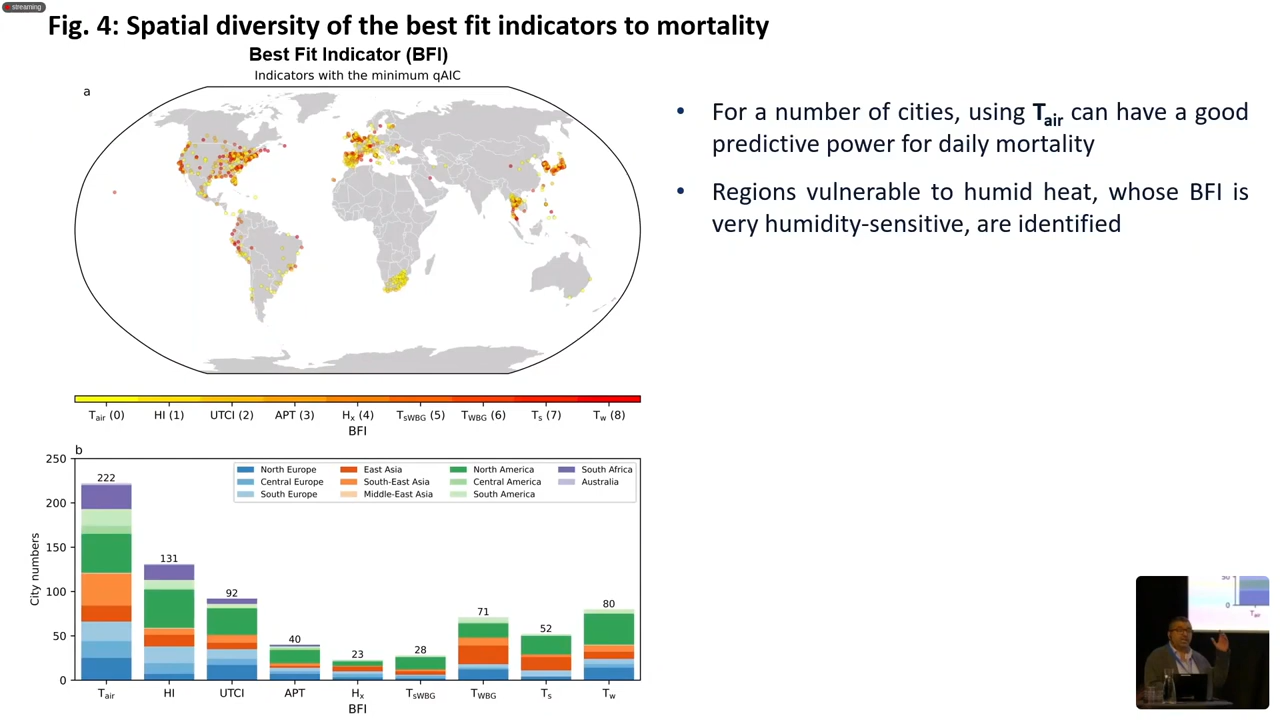 streaming
Fig. 4: Spatial diversity of the best fit indicators to mortality
Best Fit Indicator (BFI)
Indicators with the minimum qAIC
a
Tair (0) HI (1) UTCI (2) APT (3) Hx (4) TsWBG (5) TWBG (6) Ts (7) Tw (8)
BFI
b
250
200
150
100
50
0
City numbers
North Europe East Asia North America South Africa
Central Europe South-East Asia Central America Australia
South Europe Middle-East Asia South America
222
131
92
40
23
28
71
52
80
Tair HI UTCI APT Hx TsWBG TWBG Ts Tw
BFI
• For a number of cities, using Tair can have a good
predictive power for daily mortality
• Regions vulnerable to humid heat, whose BFI is
very humidity-sensitive, are identified
50
0
Tair